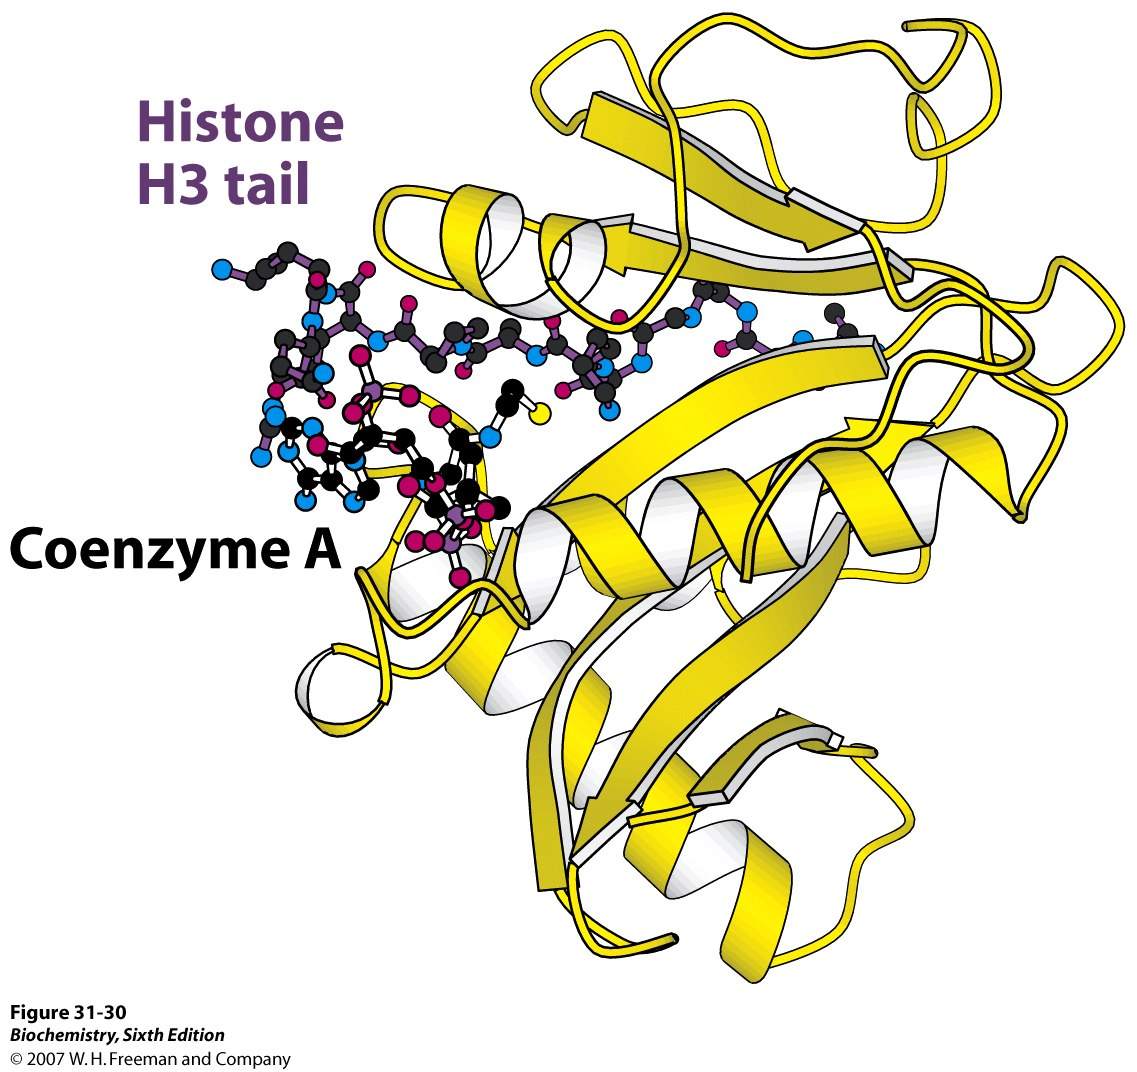 Histone
H3 tail
Coenzyme A
Figure 31-30
Biochemistry, Sixth Edition
© 2007 W. H. Freeman and Company